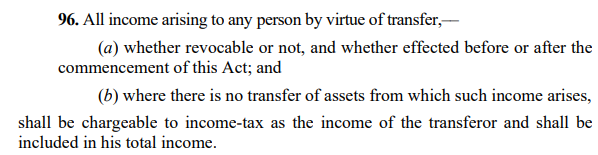 96. All income arising to any person by virtue of transfer,—
(a) whether revocable or not, and whether effected before or after the
commencement of this Act; and
(b) where there is no transfer of assets from which such income arises,
shall be chargeable to income-tax as the income of the transferor and shall be
included in his total income.